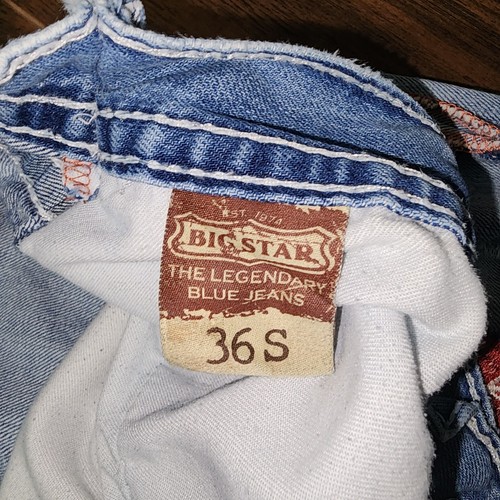 EST. 1974
BIG STAR
THE LEGENDARY
BLUE JEANS
36 S